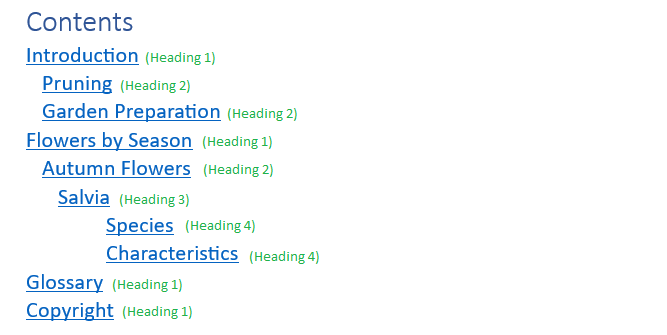 Contents
Introduction (Heading 1)
Pruning (Heading 2)
Garden Preparation (Heading 2)
Flowers by Season (Heading 1)
Autumn Flowers (Heading 2)
Salvia (Heading 3)
Species (Heading 4)
Characteristics (Heading 4)
Glossary (Heading 1)
Copyright (Heading 1)